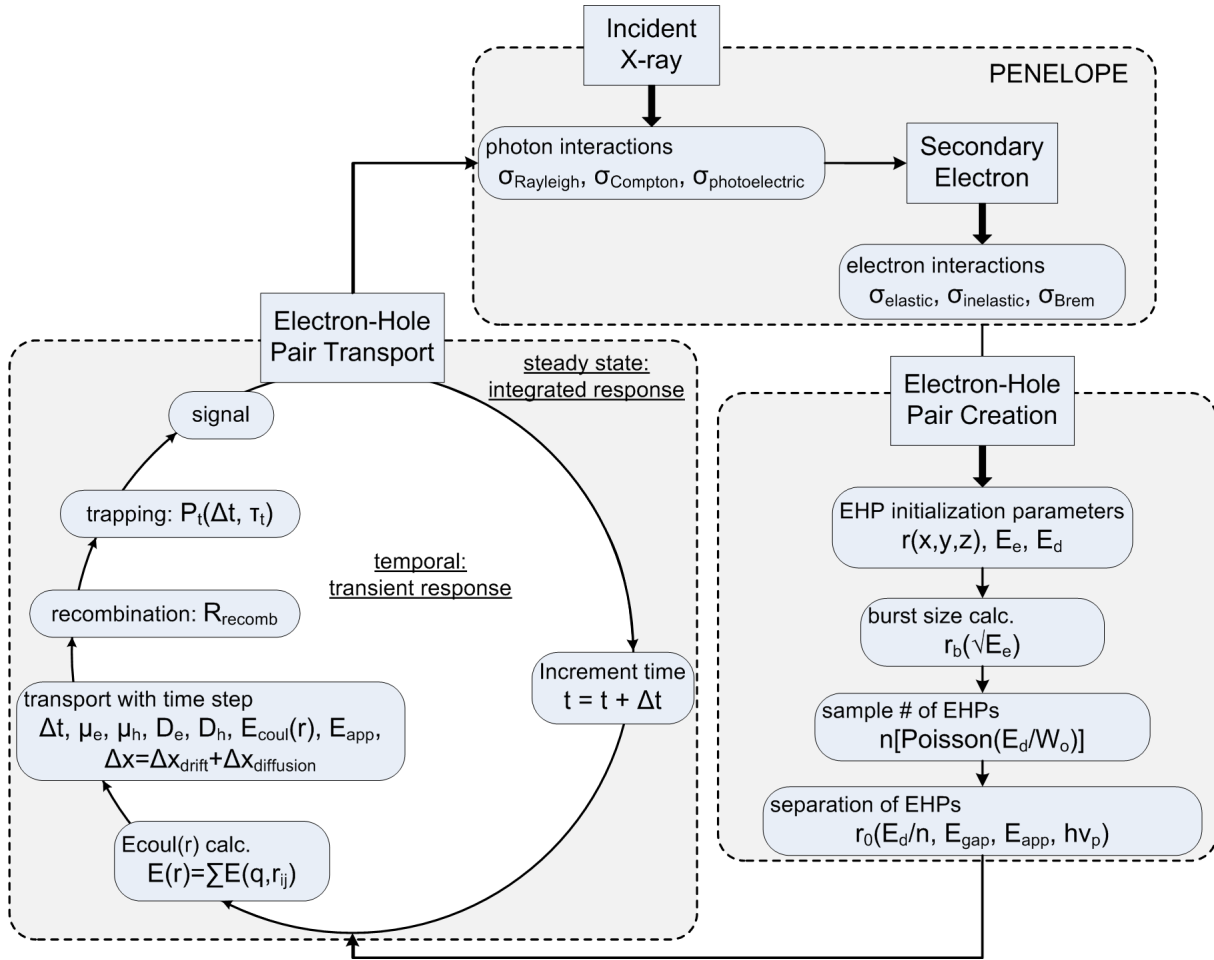 Incident
X-ray
PENELOPE
photon interactions
σRayleigh, σCompton, σphotoelectric
Secondary
Electron
electron interactions
σelastic, σinelastic, σBrem
Electron-Hole
Pair Transport
steady state:
integrated response
signal
trapping: Pt(Δt, τt)
temporal:
transient response
recombination: Rrecomb
Increment time
t = t + Δt
transport with time step
Δt, μe, μh, De, Dh, Ecoul(r), Eapp,
Δx=Δxdrift+Δxdiffusion
Ecoul(r) calc.
E(r)=∑E(q,rij)
Electron-Hole
Pair Creation
EHP initialization parameters
r(x,y,z), Ee, Ed
burst size calc.
rb(√Ee)
sample # of EHPs
n[Poisson(Ed/Wo)]
separation of EHPs
r0(Ed/n, Egap, Eapp, hνp)